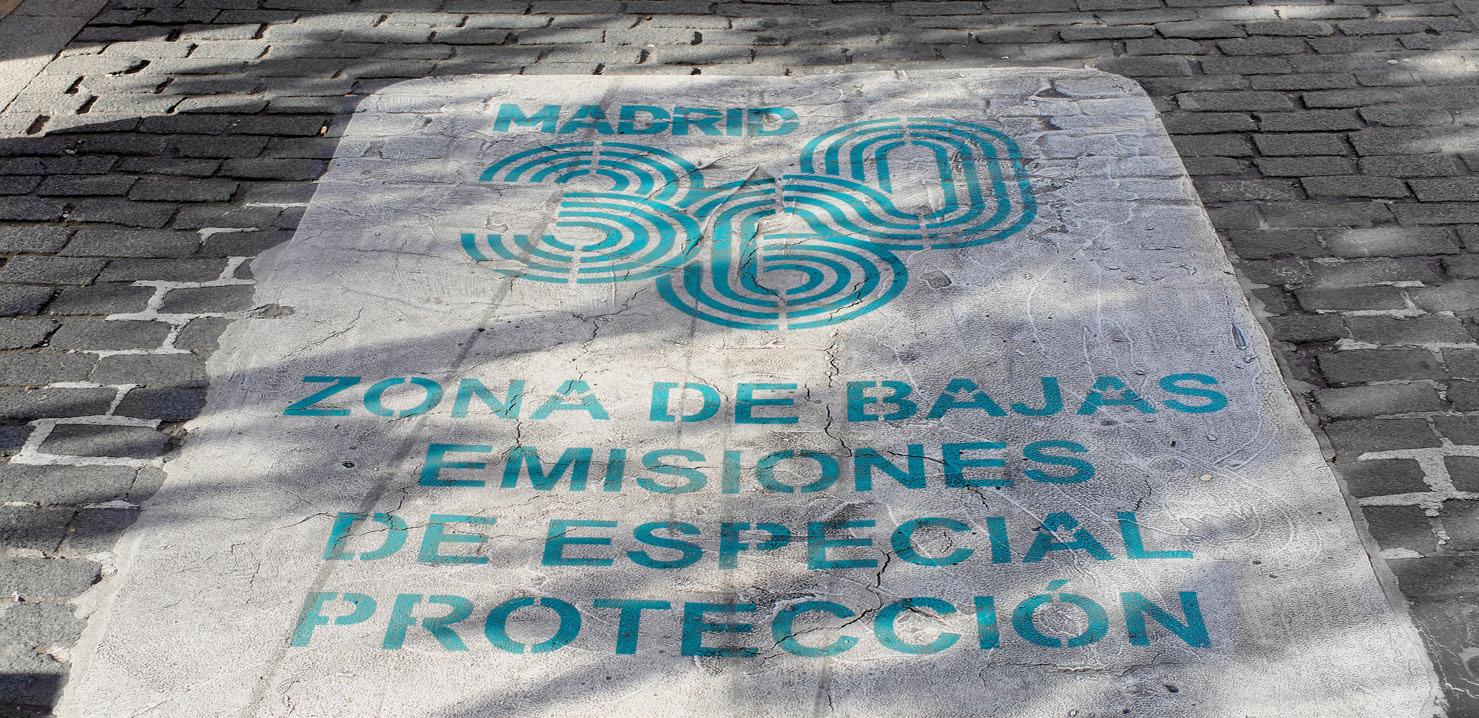 MADRID
360
ZONA DE BAJAS
EMISIONES
DE ESPECIAL
PROTECCIÓN